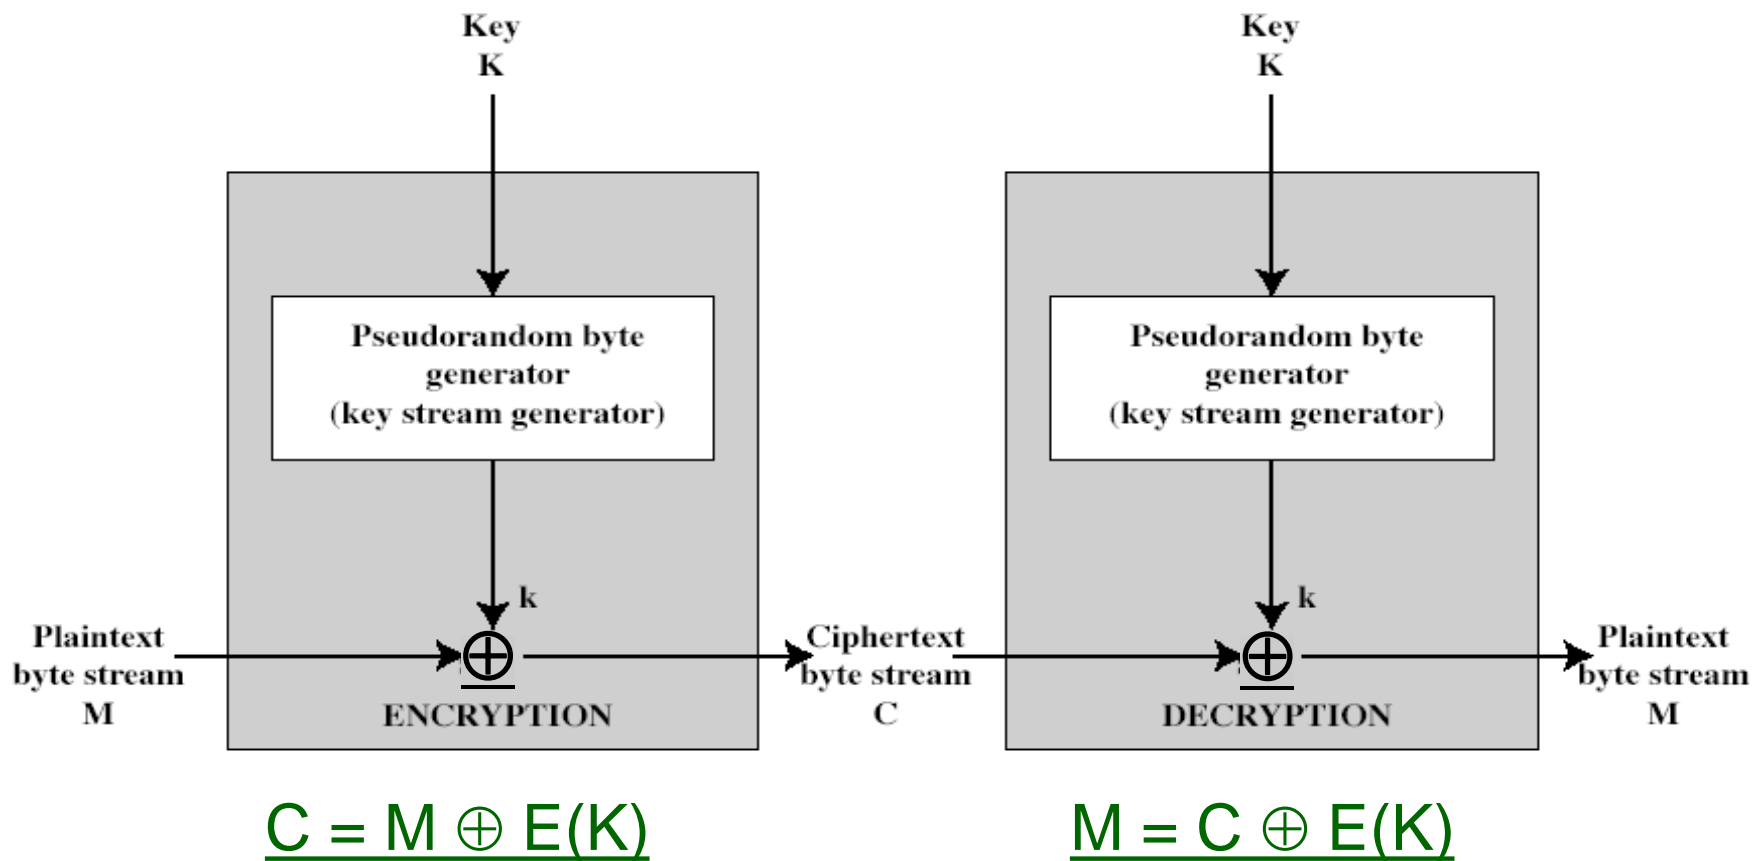 Key
K
Pseudorandom byte
generator
(key stream generator)
k
Plaintext
byte stream
M
ENCRYPTION
Ciphertext
byte stream
C
Key
K
Pseudorandom byte
generator
(key stream generator)
k
DECRYPTION
Plaintext
byte stream
M
C = M ⊕ E(K)
M = C ⊕ E(K)